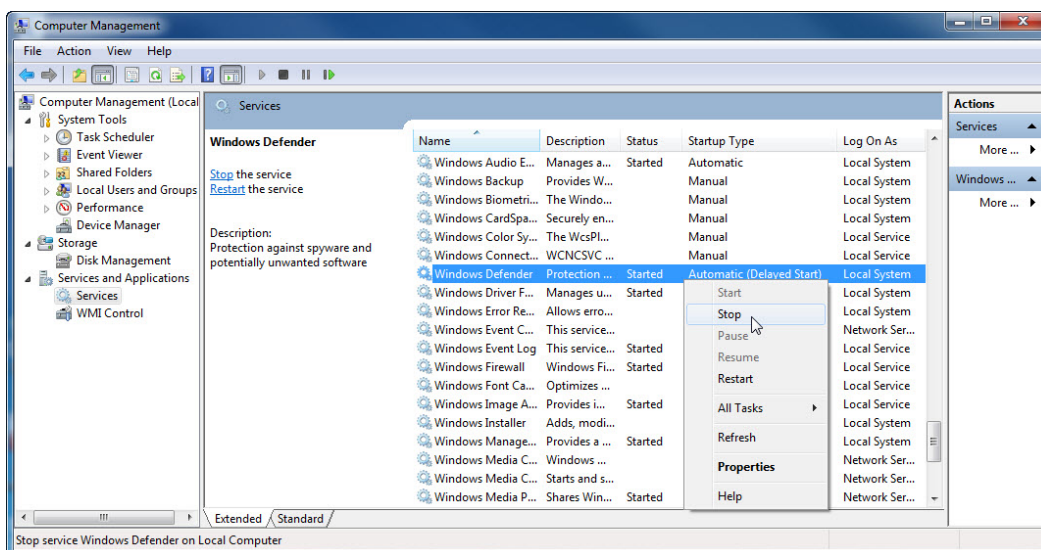 Computer Management
File Action View Help
Computer Management (Local
System Tools
Task Scheduler
Event Viewer
Shared Folders
Local Users and Groups
Performance
Device Manager
Storage
Disk Management
Services and Applications
Services
WMI Control
Services
Windows Defender
Stop the service
Restart the service
Description:
Protection against spyware and
potentially unwanted software
Name Description Status Startup Type Log On As
Windows Audio E... Manages a... Started Automatic Local System
Windows Backup Provides W... Manual Local System
Windows Biometri... The Windo... Manual Local System
Windows CardSpa... Securely en... Manual Local System
Windows Color Sy... The WcsPl... Manual Local Service
Windows Connect... WCNCSVC ... Manual Local Service
Windows Defender Protection ... Started Automatic (Delayed Start) Local System
Windows Driver F... Manages u... Started Local System
Windows Error Re... Allows erro... Local System
Windows Event C... This service... Network Ser...
Windows Event Log This service... Started Local Service
Windows Firewall Windows Fi... Started Local Service
Windows Font Ca... Optimizes ... Local Service
Windows Image A... Provides i... Started Local Service
Windows Installer Adds, modi... Local System
Windows Manage... Provides a ... Started Local System
Windows Media C... Windows ... Network Ser...
Windows Media C... Starts and s... Network Ser...
Windows Media P... Shares Win... Started Network Ser...
Start
Stop
Pause
Resume
Restart
All Tasks
Refresh
Properties
Help
Actions
Services
More ...
Windows ...
More ...
Extended Standard
Stop service Windows Defender on Local Computer